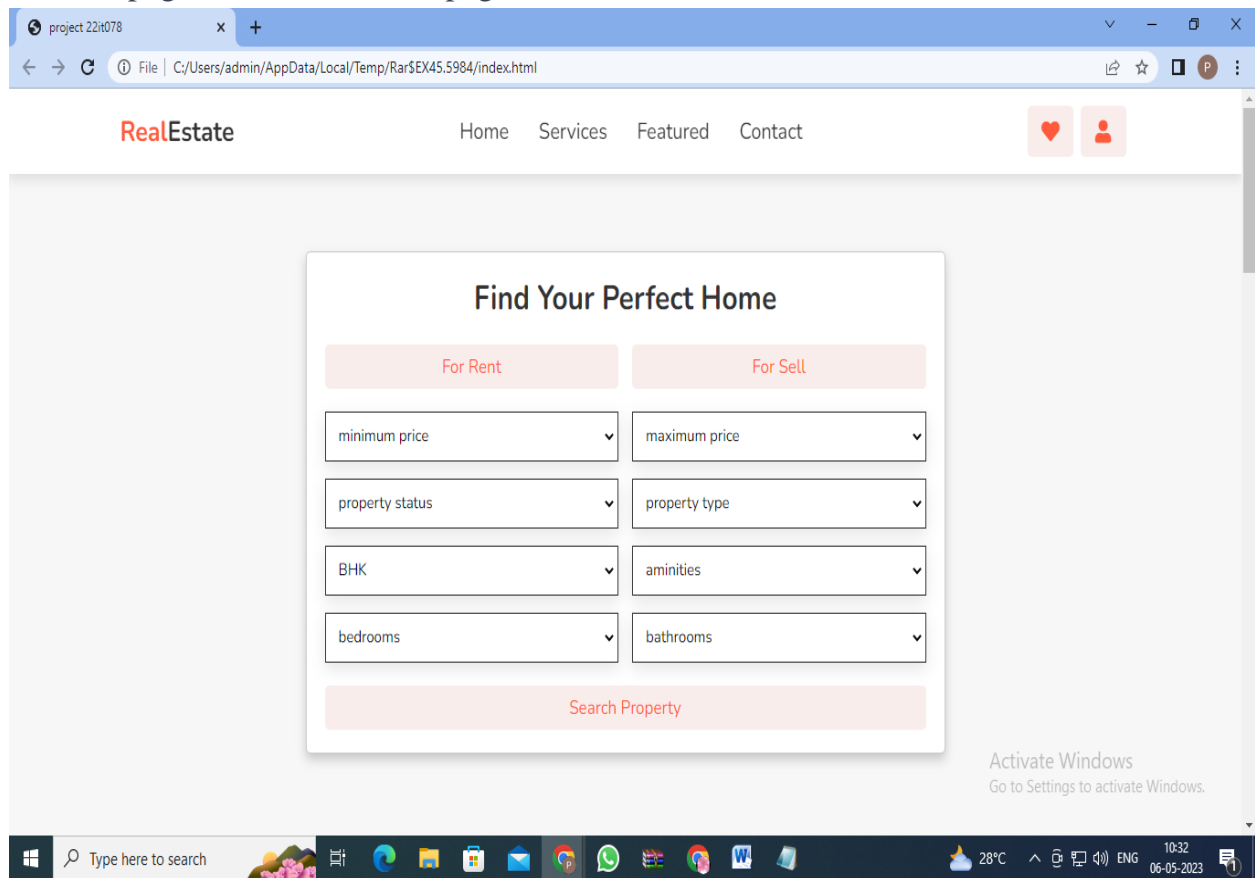 project 22it078
File | C:/Users/admin/AppData/Local/Temp/Rar$EX45.5984/index.html
P
RealEstate Home Services Featured Contact
Find Your Perfect Home
For Rent For Sell
minimum price maximum price
property status property type
BHK aminities
bedrooms bathrooms
Search Property
Activate Windows
Go to Settings to activate Windows.
Type here to search 28°C ENG 10:32
06-05-2023
1